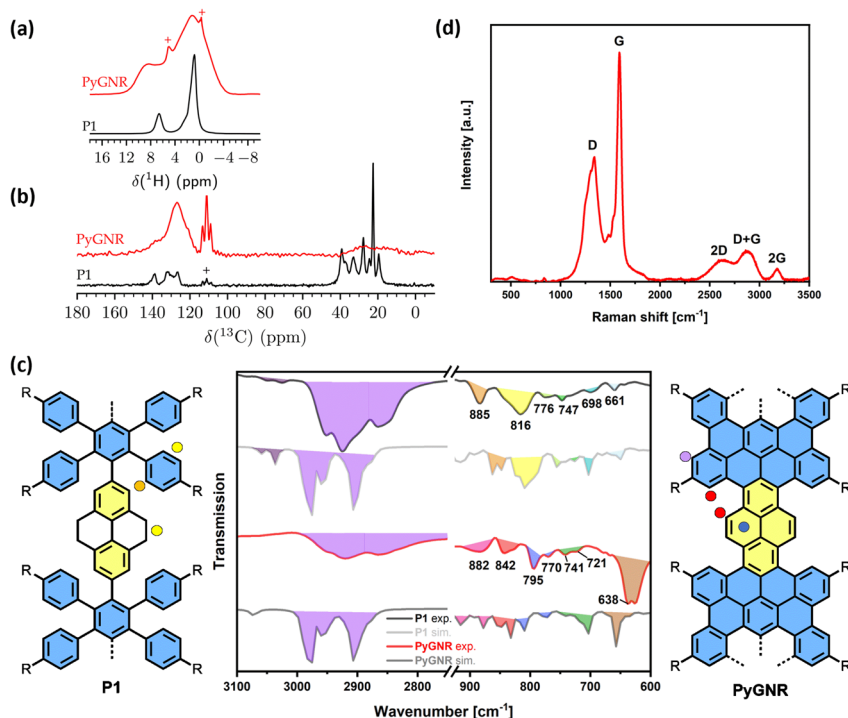 (a)
+
+
PyGNR
P1
16 12 8 4 0 −4 −8
δ(¹H) (ppm)
(b)
PyGNR
P1
+
180 160 140 120 100 80 60 40 20 0
δ(¹³C) (ppm)
(d)
Intensity [a.u.]
D
G
2D
D+G
2G
500 1000 1500 2000 2500 3000 3500
Raman shift [cm⁻¹]
(c)
R
R
R
R
R
R
R
R
P1
Transmission
885
816
776
747
698
661
882
842
795
770
741
721
638
P1 exp.
P1 sim.
PyGNR exp.
PyGNR sim.
3100 3000 2900 2800 900 800 700 600
Wavenumber [cm⁻¹]
R
R
R
R
R
R
R
R
PyGNR